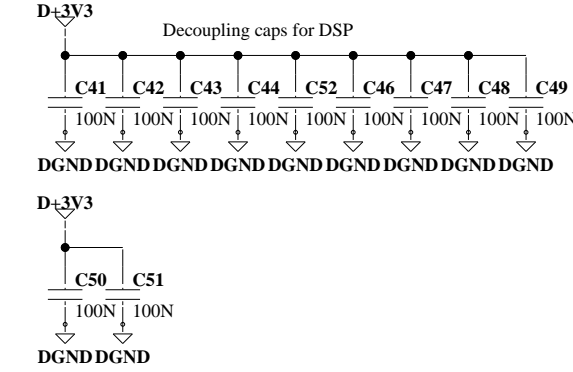 D+3V3
Decoupling caps for DSP
C41 C42 C43 C44 C52 C46 C47 C48 C49
100N 100N 100N 100N 100N 100N 100N 100N 100N
DGND DGND DGND DGND DGND DGND DGND DGND DGND
D+3V3
C50 C51
100N 100N
DGND DGND